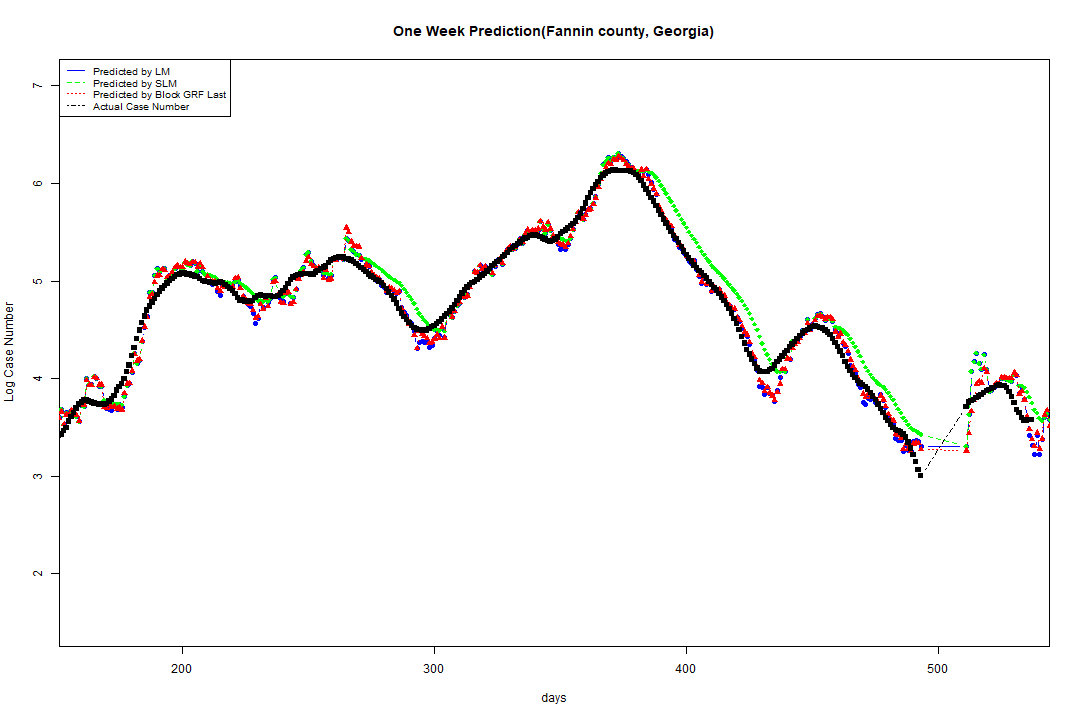 One Week Prediction(Fannin county, Georgia)
Predicted by LM
Predicted by SLM
Predicted by Block GRF Last
Actual Case Number
7
6
5
4
3
2
Log Case Number
200
300
400
500
days